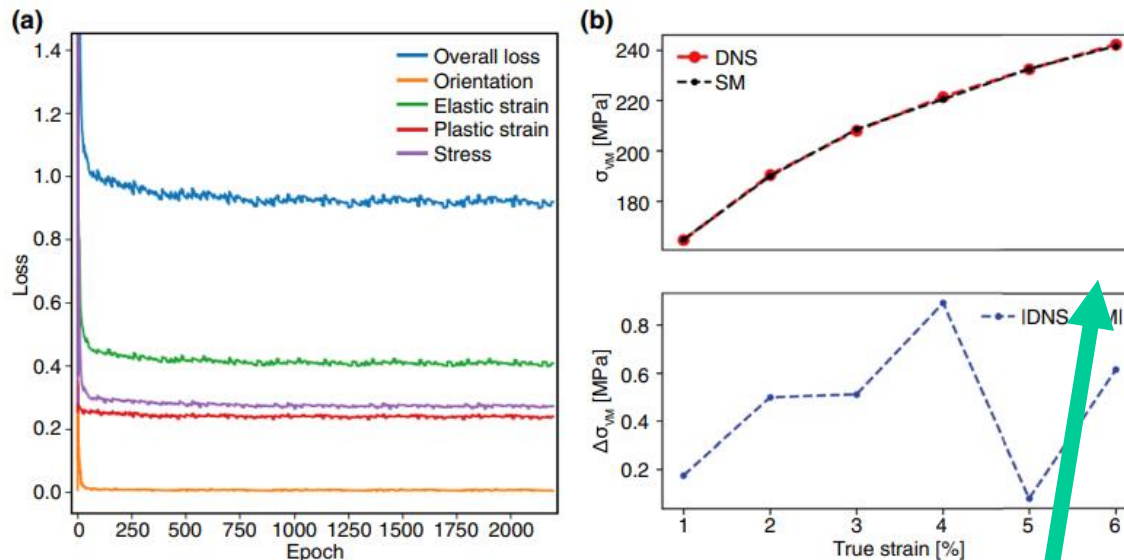 (a)
1.4
1.2
1.0
0.8
0.6
0.4
0.2
0.0
Loss
Overall loss
Orientation
Elastic strain
Plastic strain
Stress
0 250 500 750 1000 1250 1500 1750 2000
Epoch
(b)
240
220
200
180
σVM [MPa]
DNS
SM
0.8
0.6
0.4
0.2
ΔσVM [MPa]
|DNS M|
1 2 3 4 5 6
True strain [%]